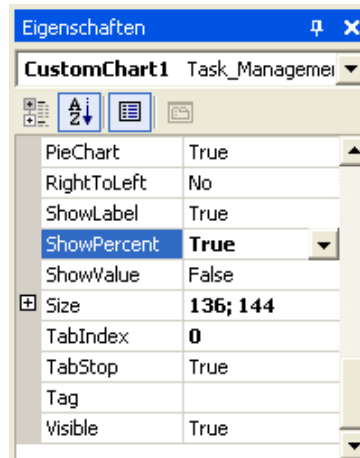 Eigenschaften
CustomChart1 Task_Managemer
PieChart True
RightToLeft No
ShowLabel True
ShowPercent True
ShowValue False
Size 136; 144
TabIndex 0
TabStop True
Tag
Visible True